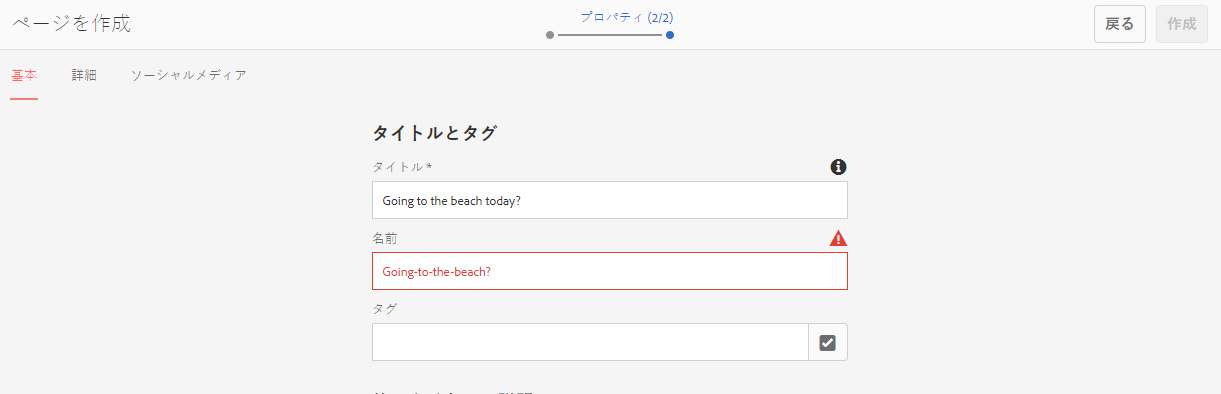 ページを作成
プロパティ (2/2)
戻る
作成
基本 詳細 ソーシャルメディア
タイトルとタグ
タイトル *
Going to the beach today?
名前
Going-to-the-beach?
タグ